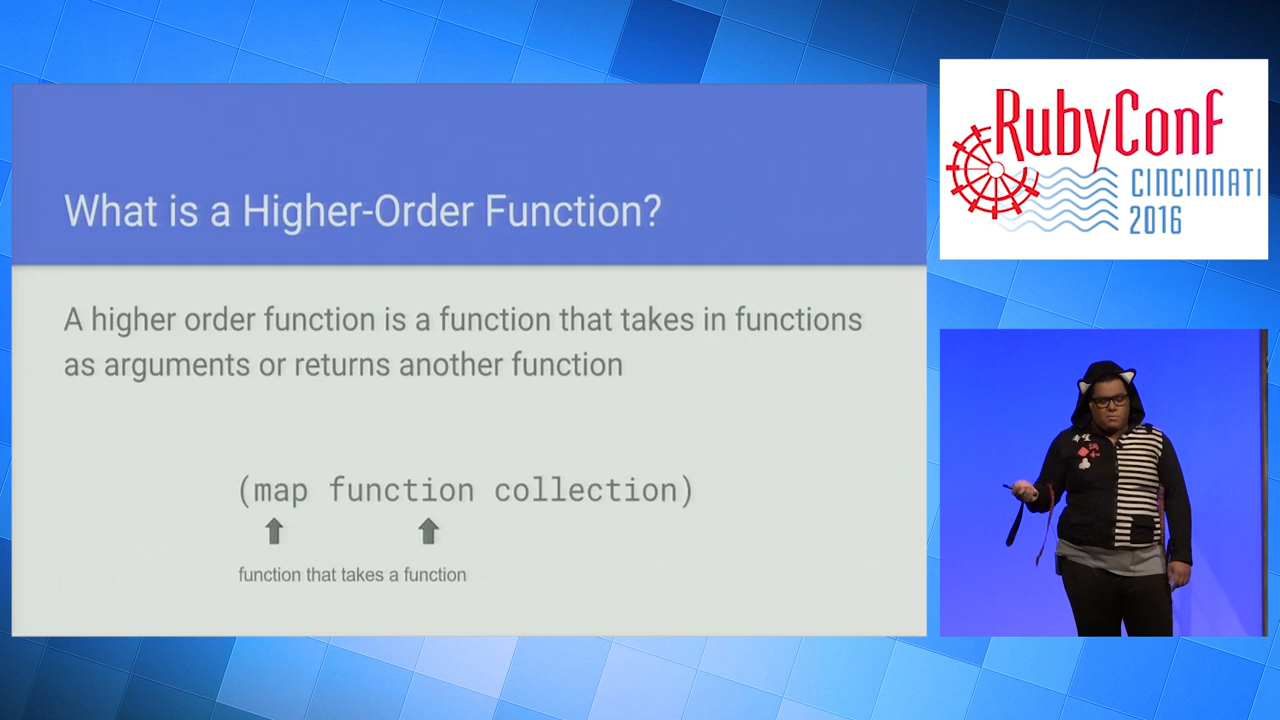 What is a Higher-Order Function?
A higher order function is a function that takes in functions
as arguments or returns another function
(map function collection)
function that takes a function
RubyConf
CINCINNATI
2016